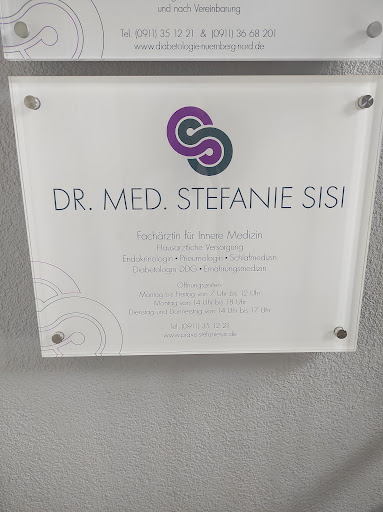 und nach Vereinbarung
Tel. (0911) 35 12 21 & (0911) 36 68 201
www.diabetologie-nuernberg-nord.de
DR. MED. STEFANIE SISI
Fachärztin für Innere Medizin
Hausärztliche Versorgung
Endokrinologin • Pneumologin • Schlafmedizin
Diabetologin DDG • Ernährungsmedizin
Öffnungszeiten:
Montag bis Freitag von 7 Uhr bis 12 Uhr
Montag von 14 Uhr bis 18 Uhr
Dienstag und Donnerstag von 14 Uhr bis 17 Uhr
Tel. (0911) 35 12 21